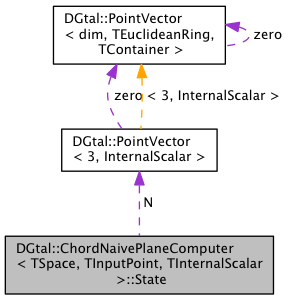 DGtal::PointVector
< dim, TEuclideanRing,
TContainer >
zero
zero < 3, InternalScalar >
DGtal::PointVector
< 3, InternalScalar >
N
DGtal::ChordNaivePlaneComputer
< TSpace, TInputPoint, TInternalScalar
>::State